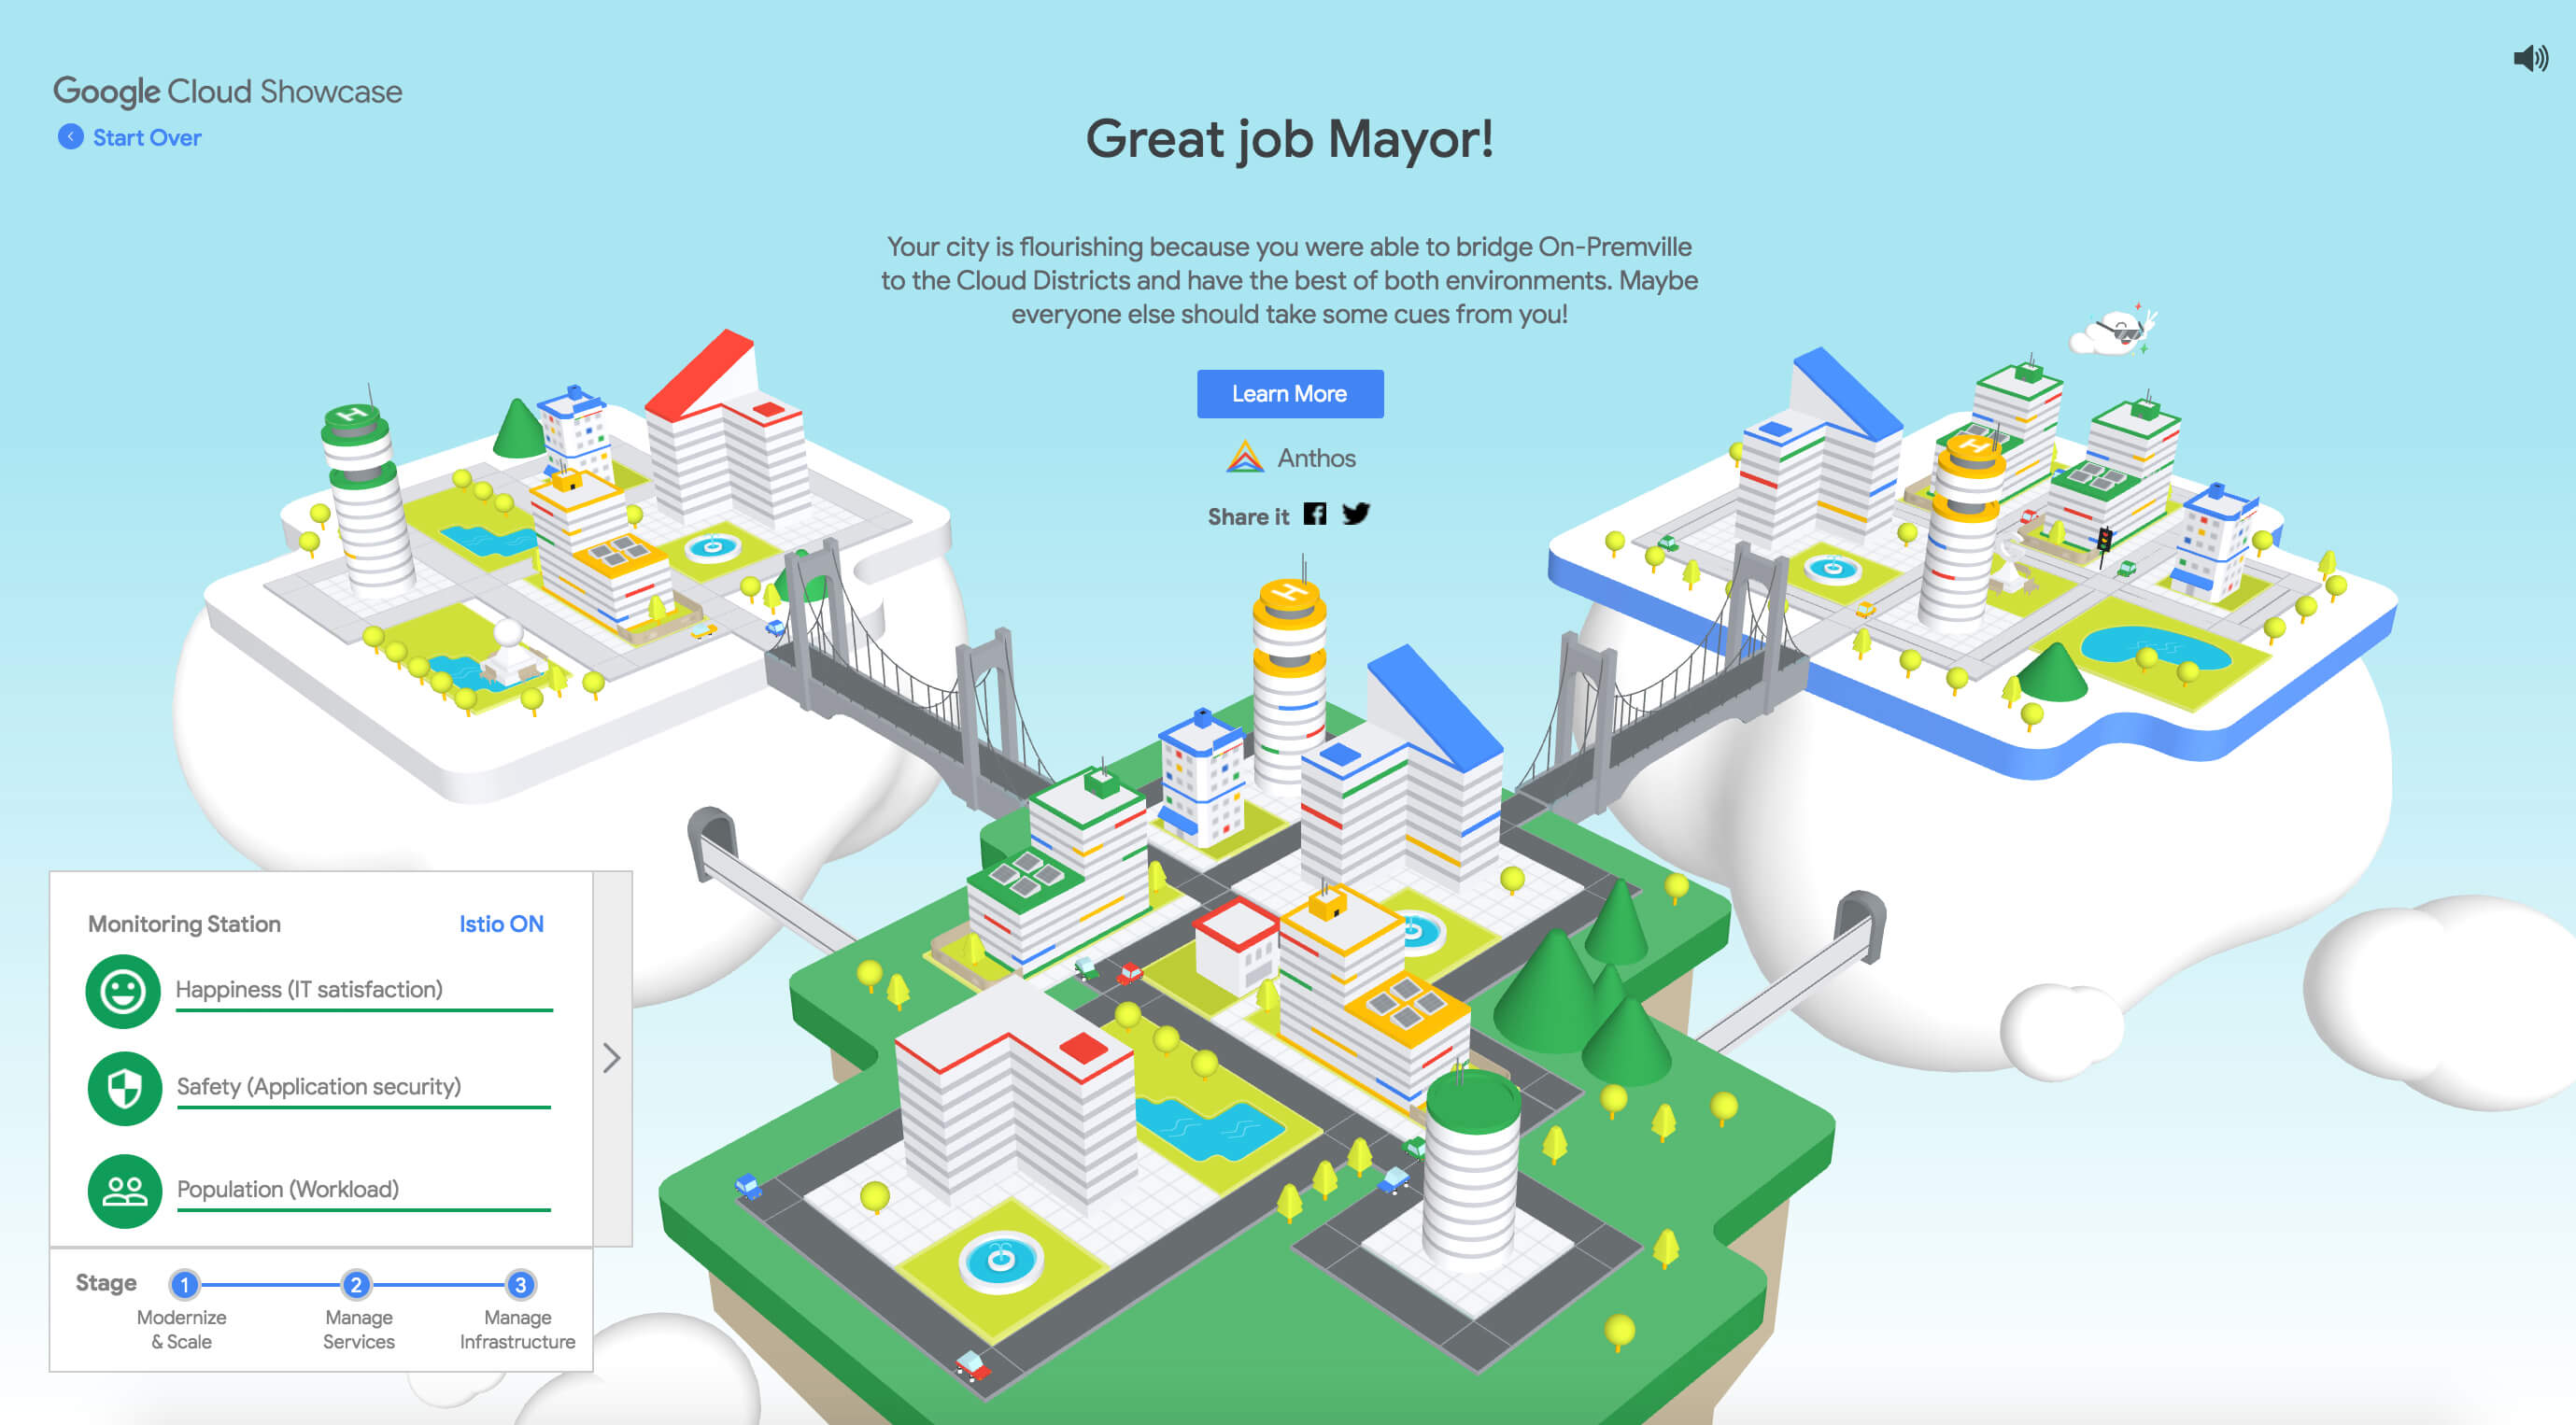 Google Cloud Showcase
Start Over
Great job Mayor!
Your city is flourishing because you were able to bridge On-Premville
to the Cloud Districts and have the best of both environments. Maybe
everyone else should take some cues from you!
Learn More
Anthos
Share it
H
H
H
Monitoring Station
Istio ON
Happiness (IT satisfaction)
Safety (Application security)
Population (Workload)
Stage
1
2
3
Modernize
& Scale
Manage
Services
Manage
Infrastructure